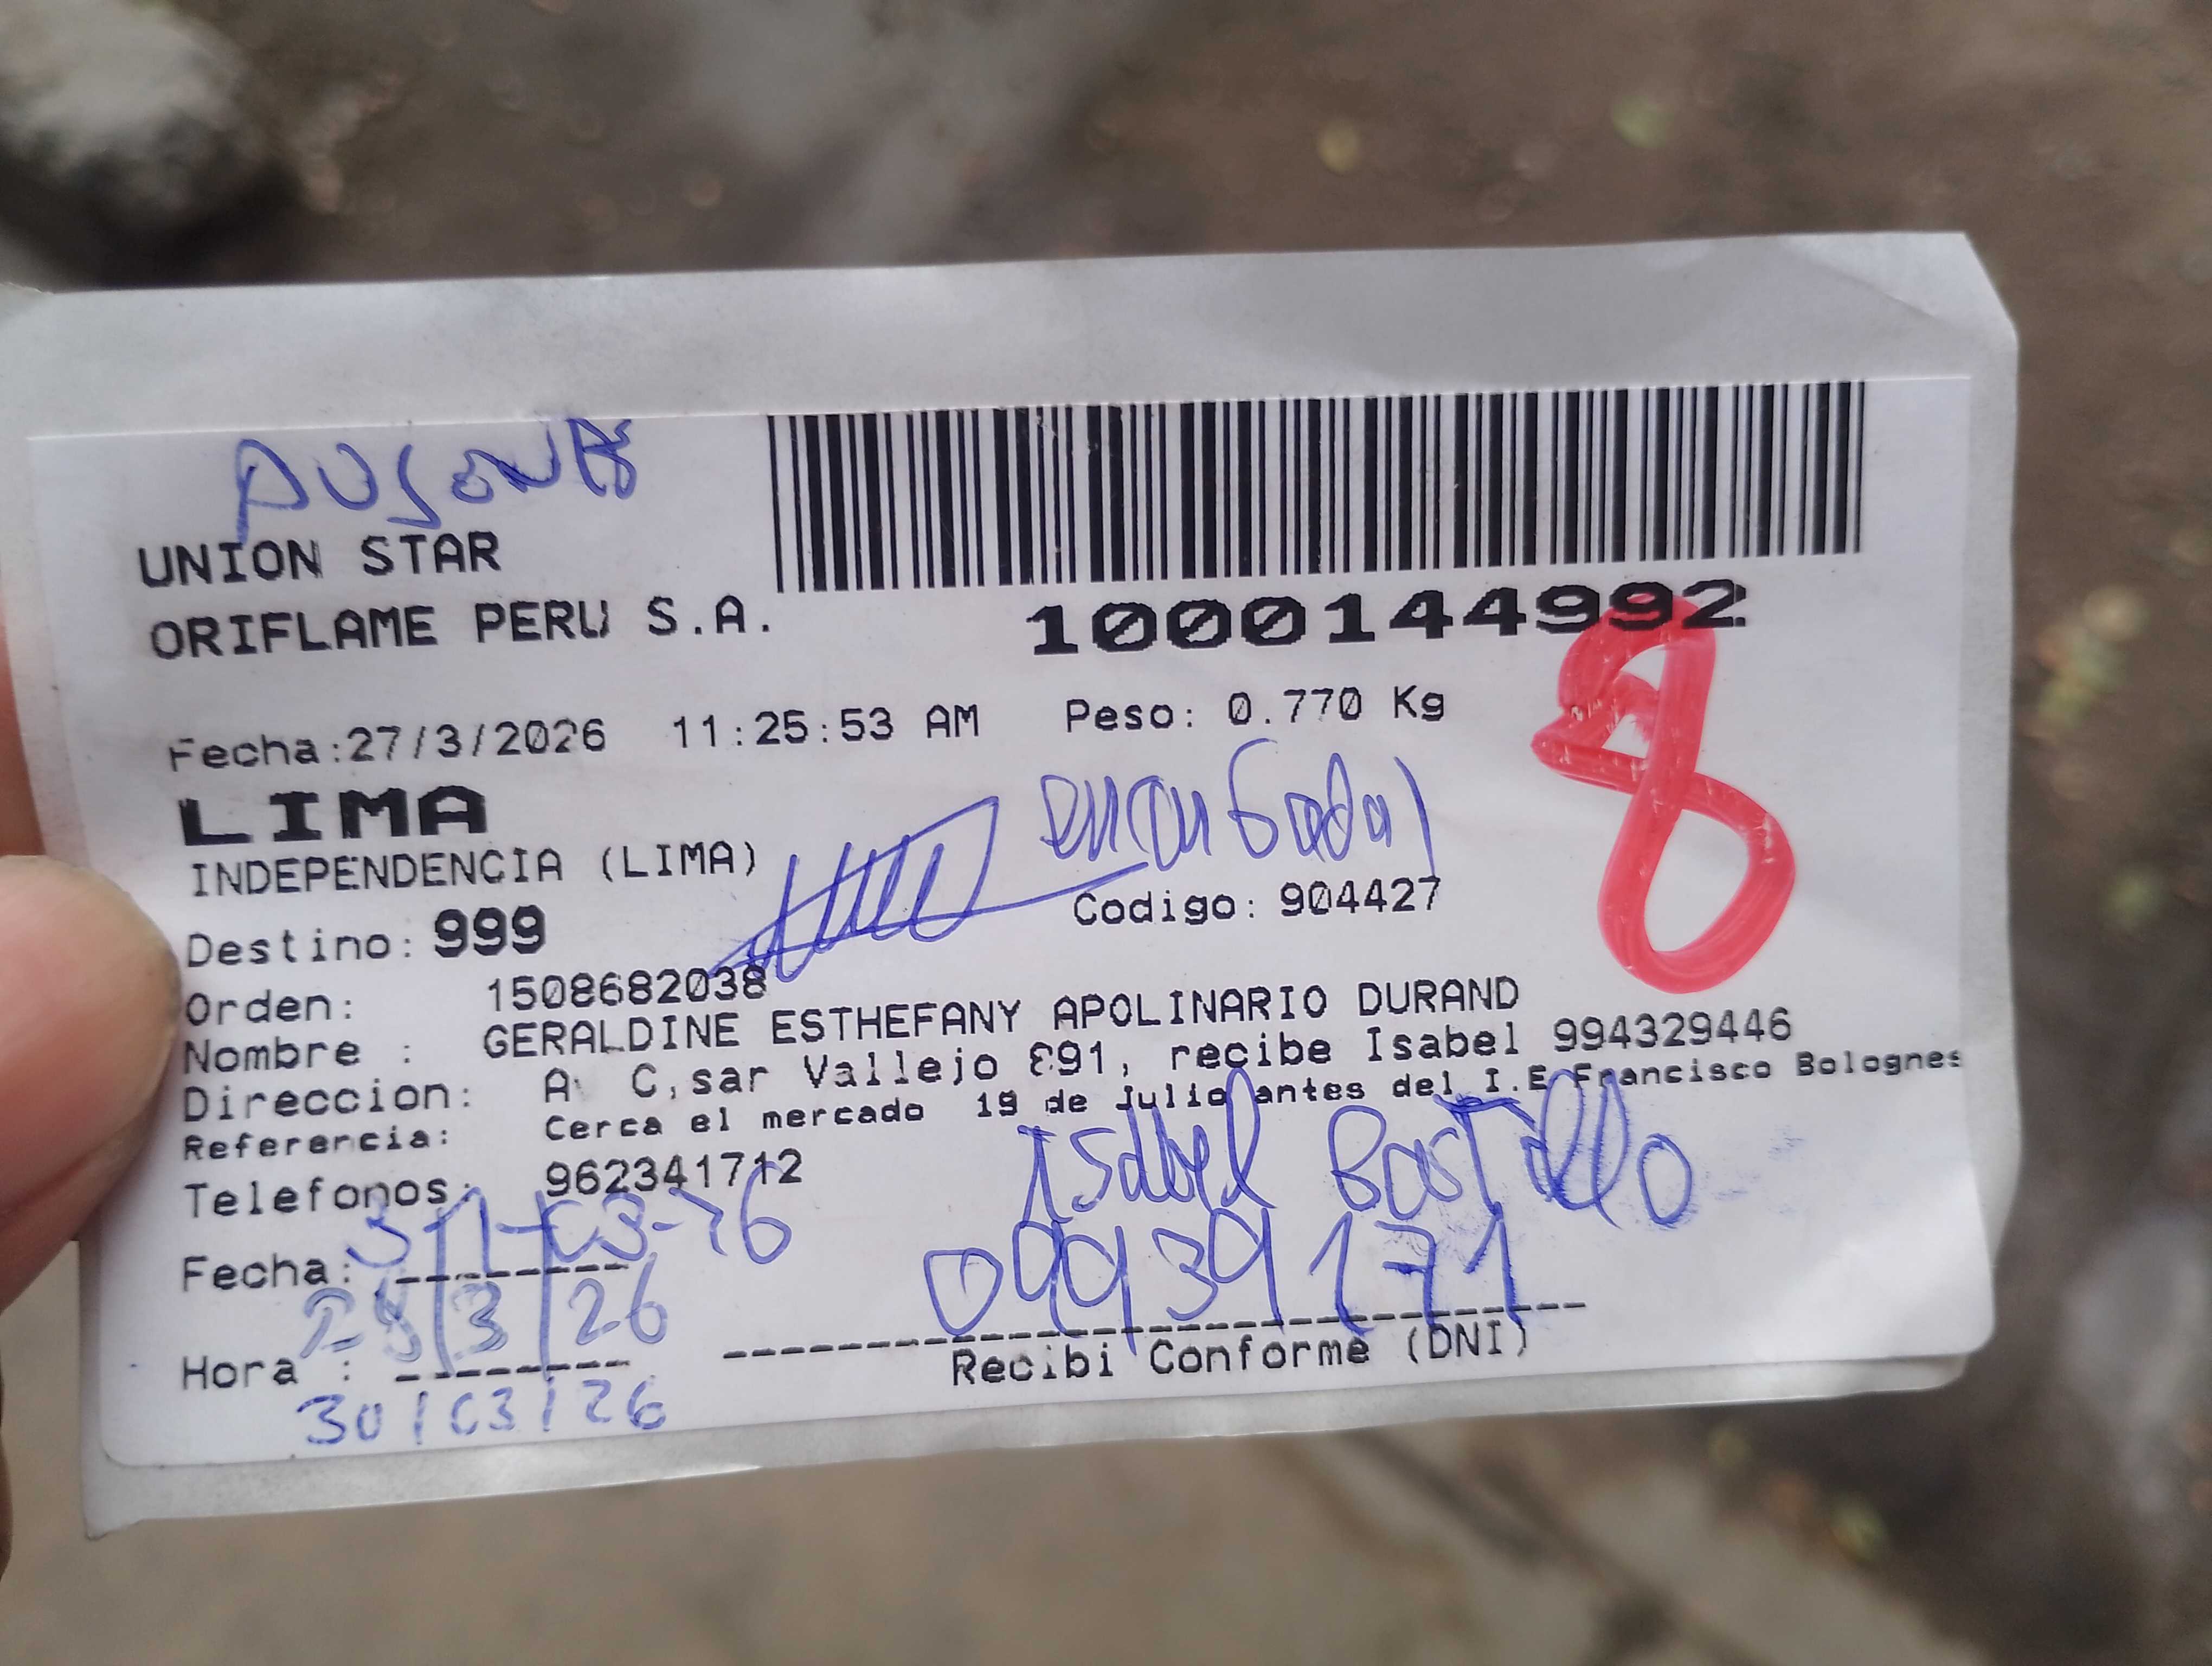 AUSENTE
UNION STAR
ORIFLAME PERU S.A.
1000144992
8
Fecha:27/3/2026 11:25:53 AM Peso: 0.770 Kg
LIMA
INDEPENDENCIA (LIMA)
Destino: 999 Codigo: 904427
Orden: 1508682038
Nombre : GERALDINE ESTHEFANY APOLINARIO DURAND
Direccion: C,sar Vallejo 891, recibe Isabel 994329446
Referencia: Cerca el mercado 19 de Julio antes del I.E Francisco Bolognes
Telefonos: 962341712
Isabel Bastillo
31-03-26
09939171
Fecha:
28/3/26
Hora :
Recibi Conforme (DNI)
30/03/26